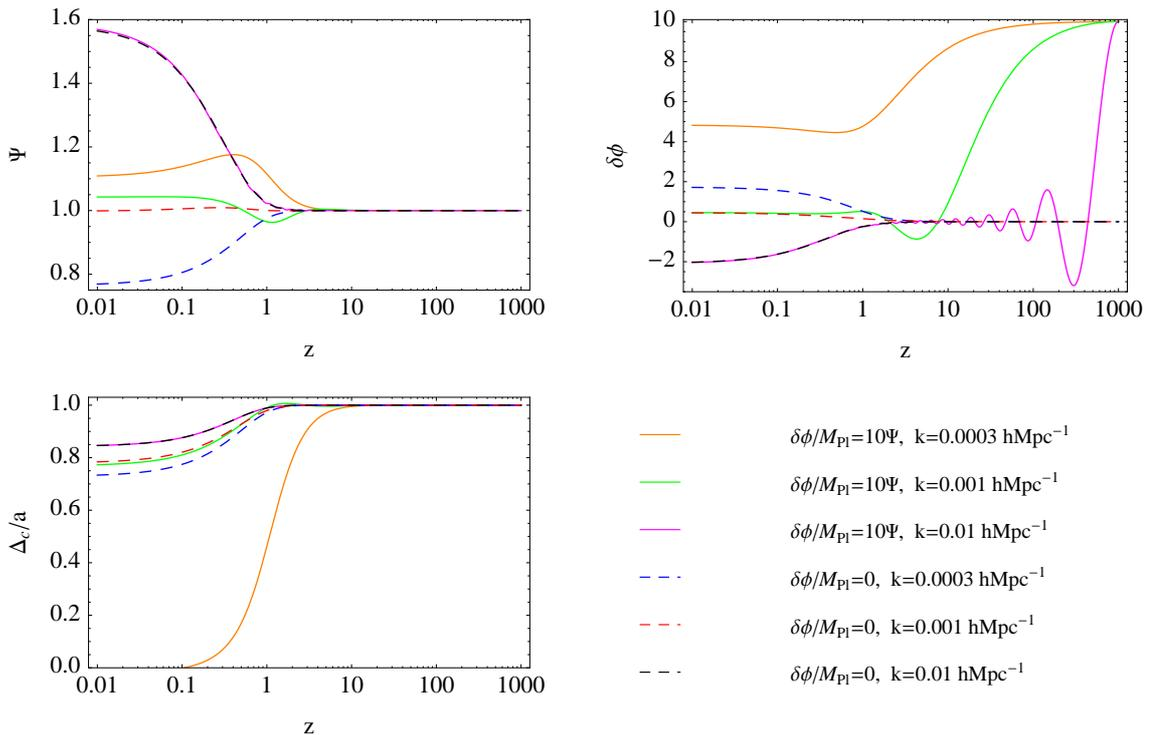 1.6
1.4
1.2
1.0
0.8
Ψ
0.01 0.1 1 10 100 1000
z
10
8
6
4
2
0
−2
δϕ
0.01 0.1 1 10 100 1000
z
1.0
0.8
0.6
0.4
0.2
0.0
Δc/a
0.01 0.1 1 10 100 1000
z
δϕ/MPl=10Ψ, k=0.0003 hMpc−1
δϕ/MPl=10Ψ, k=0.001 hMpc−1
δϕ/MPl=10Ψ, k=0.01 hMpc−1
δϕ/MPl=0, k=0.0003 hMpc−1
δϕ/MPl=0, k=0.001 hMpc−1
δϕ/MPl=0, k=0.01 hMpc−1